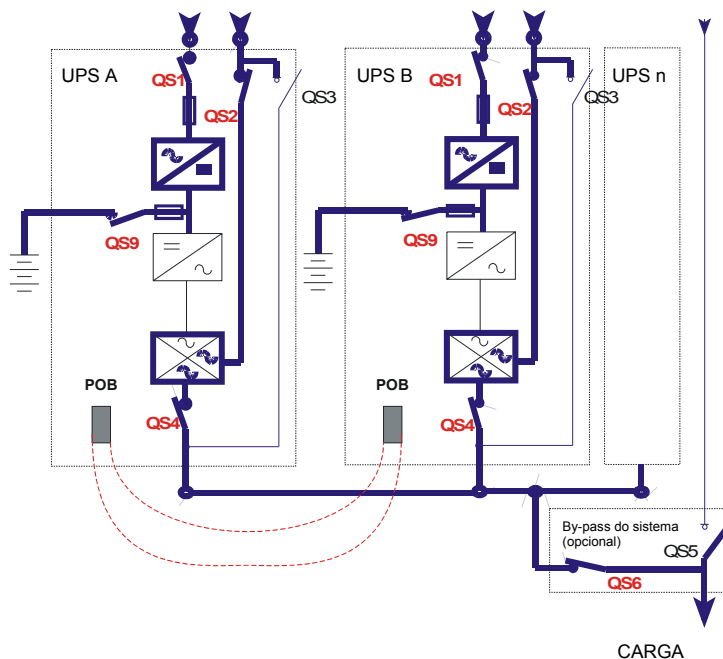 UPS A
QS1
QS2
QS3
QS9
POB
QS4
UPS B
QS1
QS2
QS3
QS9
POB
QS4
UPS n
By-pass do sistema
(opcional)
QS5
QS6
CARGA